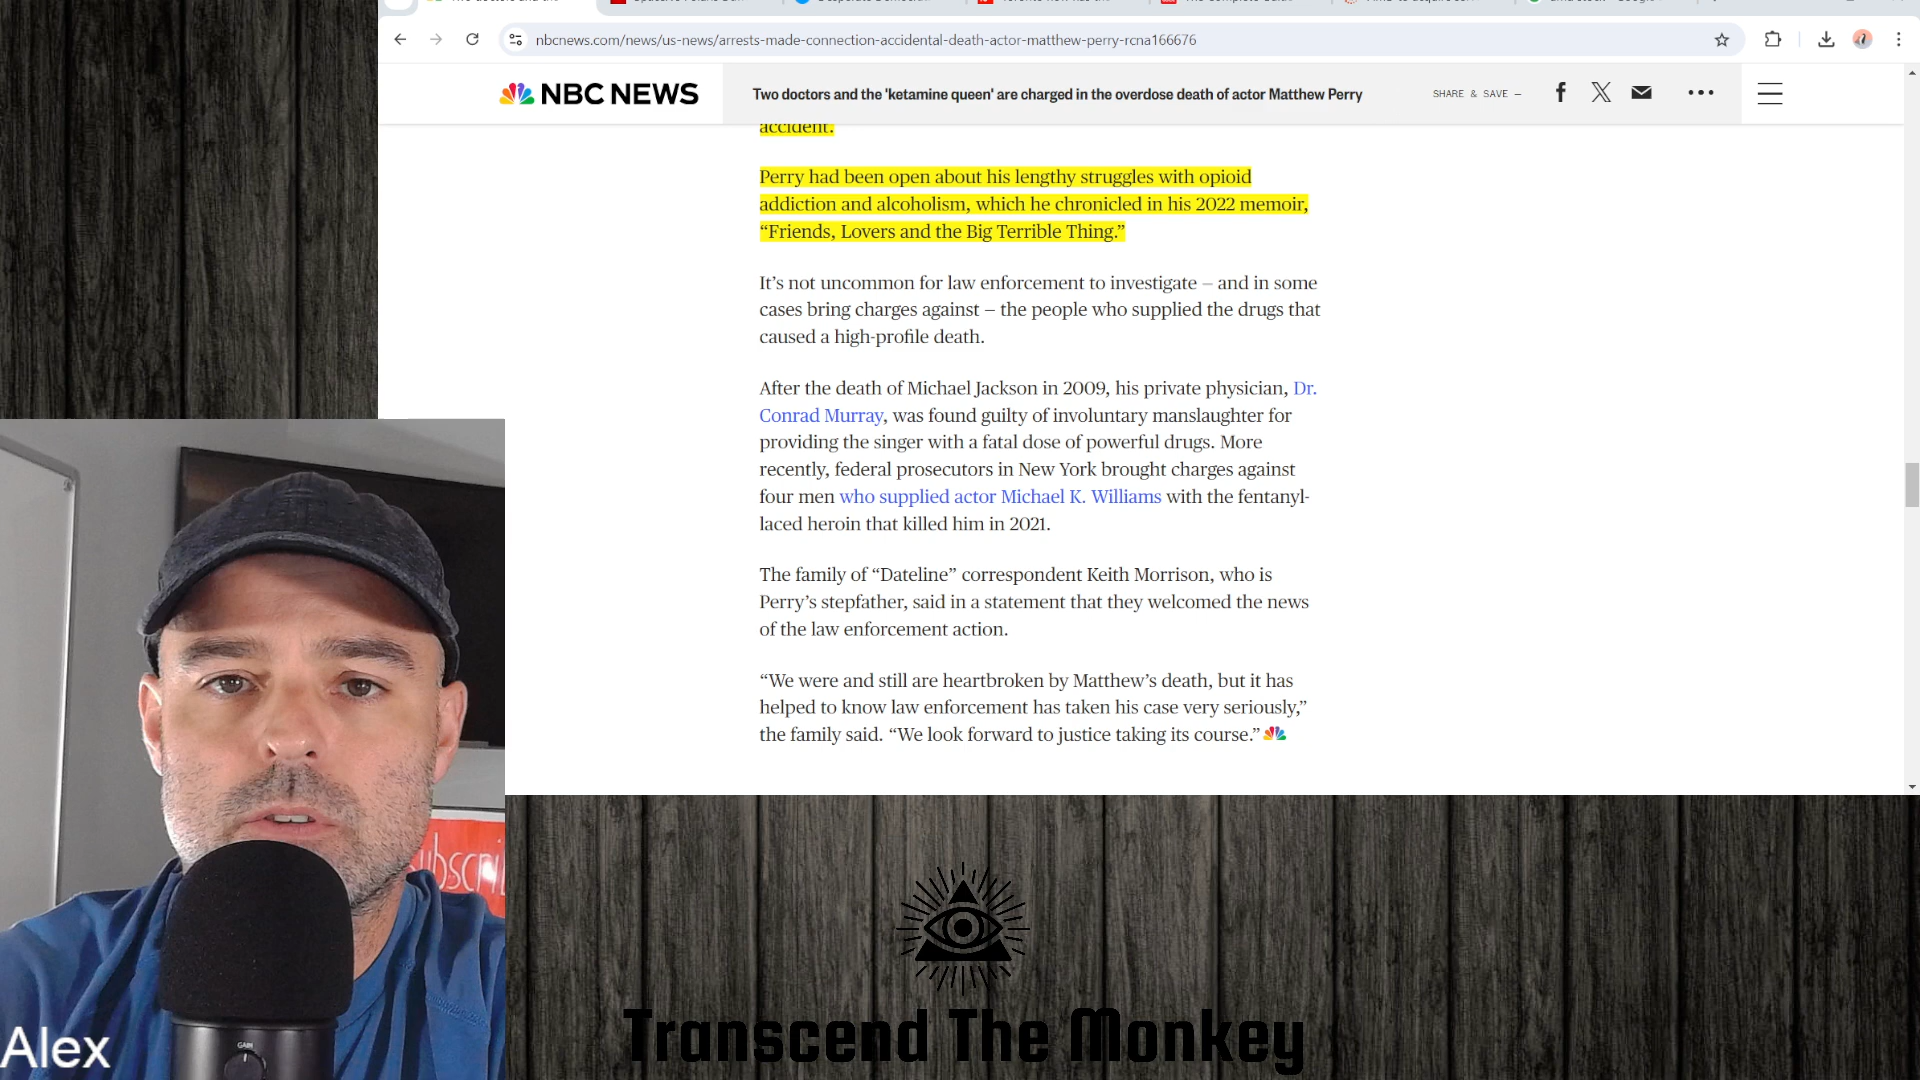 nbcnews.com/news/us-news/arrests-made-connection-accidental-death-actor-matthew-perry-rcna166676
NBC NEWS
Two doctors and the 'ketamine queen' are charged in the overdose death of actor Matthew Perry
SHARE & SAVE —
accident.
Perry had been open about his lengthy struggles with opioid
addiction and alcoholism, which he chronicled in his 2022 memoir,
“Friends, Lovers and the Big Terrible Thing.”
It’s not uncommon for law enforcement to investigate — and in some
cases bring charges against — the people who supplied the drugs that
caused a high-profile death.
After the death of Michael Jackson in 2009, his private physician, Dr.
Conrad Murray, was found guilty of involuntary manslaughter for
providing the singer with a fatal dose of powerful drugs. More
recently, federal prosecutors in New York brought charges against
four men who supplied actor Michael K. Williams with the fentanyl-
laced heroin that killed him in 2021.
The family of “Dateline” correspondent Keith Morrison, who is
Perry’s stepfather, said in a statement that they welcomed the news
of the law enforcement action.
“We were and still are heartbroken by Matthew’s death, but it has
helped to know law enforcement has taken his case very seriously,”
the family said. “We look forward to justice taking its course.”
ubscri
GAIN
Alex
Transcend The Monkey